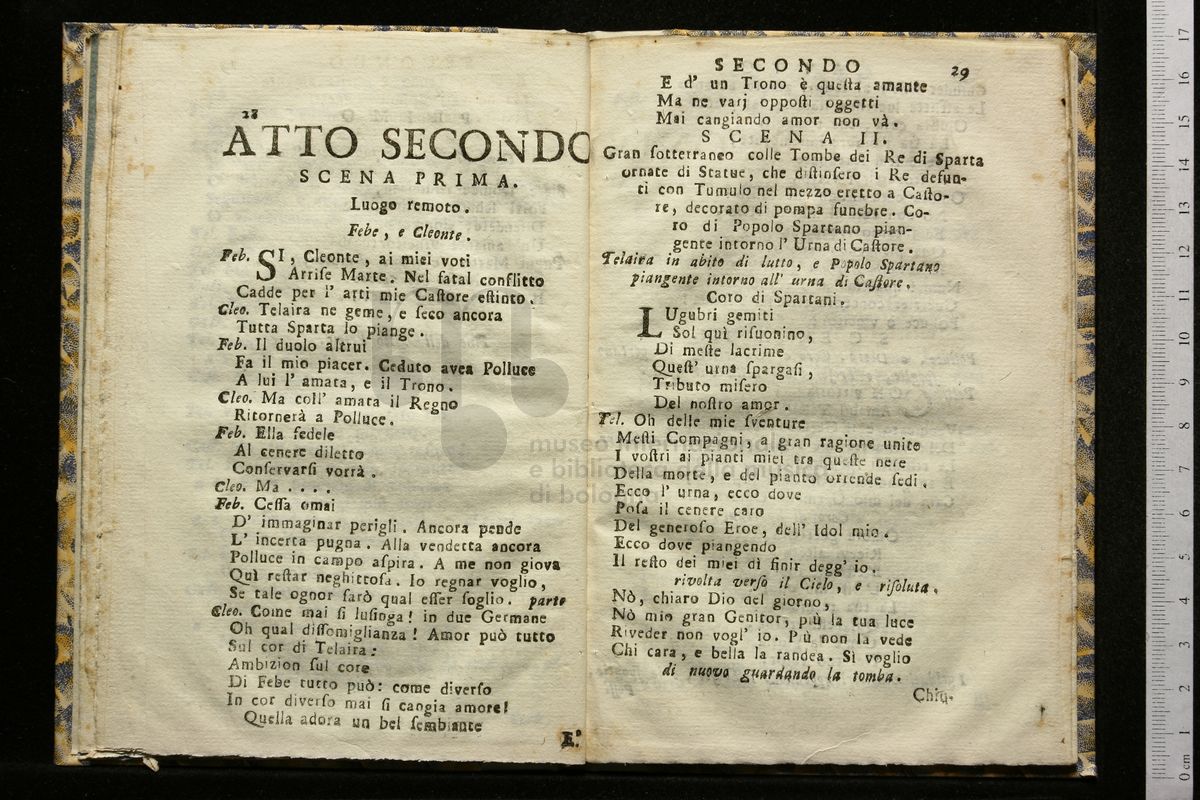 28
ATTO SECONDO
SCENA PRIMA.
Luogo remoto.
Febe, e Cleonte.
Feb. SI, Cleonte, ai miei voti
Arriſe Marte. Nel fatal conflitto
Cadde per l' arti mie Caſtore eſtinto.
Cleo. Telaira ne geme, e ſeco ancora
Tutta Sparta lo piange.
Feb. Il duolo altrui
Fa il mio piacer. Ceduto avea Polluce
A lui l' amata, e il Trono.
Cleo. Ma coll' amata il Regno
Ritornerà a Polluce.
Feb. Ella fedele
Al cenere diletto
Conſervarſi vorrà.
Cleo. Ma . . . .
Feb. Ceſſa omai
D' immaginar perigli. Ancora pende
L' incerta pugna. Alla vendetta ancora
Polluce in campo aſpira. A me non giova
Quì reſtar neghittoſa. Io regnar voglio,
Se tale ognor ſarò qual eſſer ſoglio. parte
Cleo. Come mai ſi luſinga! in due Germane
Oh qual diſſomiglianza! Amor può tutto
Sul cor di Telaira:
Ambizion ſul core
Di Febe tutto può: come diverſo
In cor diverſo mai ſi cangia amore!
Quella adora un bel ſembiante
E'
SECONDO 29
E d' un Trono è queſta amante
Ma ne varj oppoſti oggetti
Mai cangiando amor non và.
SCENA II.
Gran ſotterraneo colle Tombe dei Re di Sparta
ornate di Statue, che diſtinſero i Re defun-
ti con Tumulo nel mezzo eretto a Caſto-
re, decorato di pompa funebre. Co-
ro di Popolo Spartano pian-
gente intorno l' Urna di Caſtore.
Telaira in abito di lutto, e Popolo Spartano
piangente intorno all' urna di Caſtore.
Coro di Spartani.
LUgubri gemiti
Sol quì riſuonino,
Di meſte lacrime
Queſt' urna ſpargaſi,
Tributo miſero
Del noſtro amor.
Tel. Oh delle mie ſventure
Meſti Compagni, a gran ragione unite
I voſtri ai pianti miei tra queſte nere
Della morte, e del pianto orrende ſedi.
Ecco l' urna, ecco dove
Poſa il cenere caro
Del generoſo Eroe, dell' Idol mio.
Ecco dove piangendo
Il reſto dei miei dì finir degg' io.
rivolta verſo il Cielo, e riſoluta.
Nò, chiaro Dio del giorno,
Nò mio gran Genitor, più la tua luce
Riveder non vogl' io. Più non la vede
Chi cara, e bella la rendea. Sì voglio
di nuovo guardando la tomba.
Chiu-